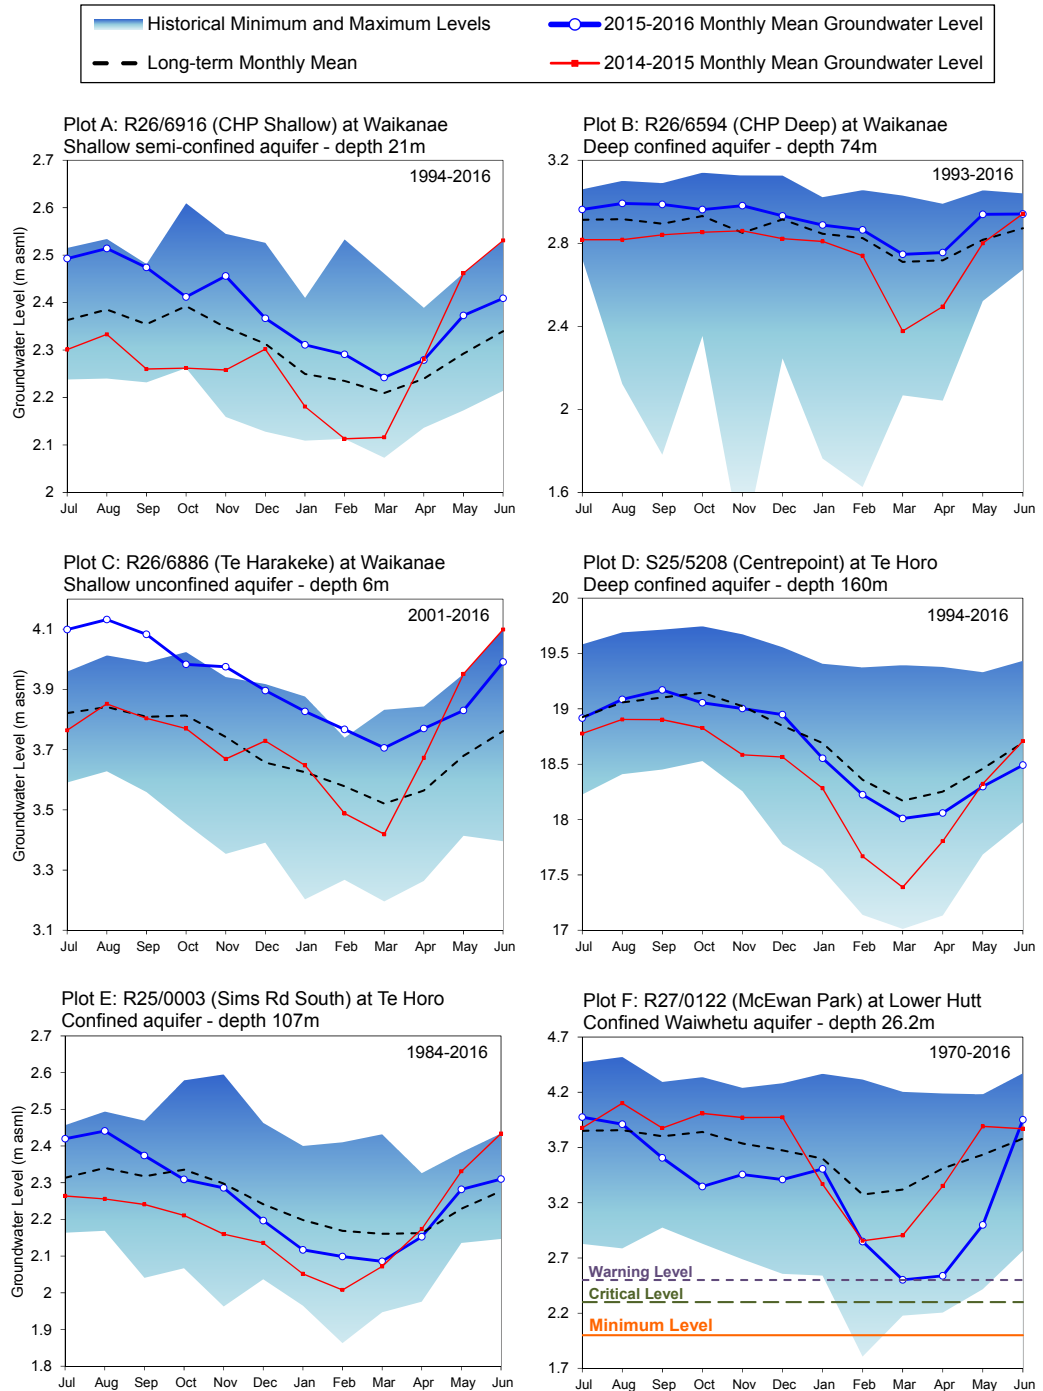 Historical Minimum and Maximum Levels
2015-2016 Monthly Mean Groundwater Level
Long-term Monthly Mean
2014-2015 Monthly Mean Groundwater Level
Plot A: R26/6916 (CHP Shallow) at Waikanae
Shallow semi-confined aquifer - depth 21m
1994-2016
Groundwater Level (m asml)
2.7
2.6
2.5
2.4
2.3
2.2
2.1
2
Jul Aug Sep Oct Nov Dec Jan Feb Mar Apr May Jun
Plot B: R26/6594 (CHP Deep) at Waikanae
Deep confined aquifer - depth 74m
1993-2016
3.2
2.8
2.4
2
1.6
Jul Aug Sep Oct Nov Dec Jan Feb Mar Apr May Jun
Plot C: R26/6886 (Te Harakeke) at Waikanae
Shallow unconfined aquifer - depth 6m
2001-2016
Groundwater Level (m asml)
4.1
3.9
3.7
3.5
3.3
3.1
Jul Aug Sep Oct Nov Dec Jan Feb Mar Apr May Jun
Plot D: S25/5208 (Centrepoint) at Te Horo
Deep confined aquifer - depth 160m
1994-2016
20
19.5
19
18.5
18
17.5
17
Jul Aug Sep Oct Nov Dec Jan Feb Mar Apr May Jun
Plot E: R25/0003 (Sims Rd South) at Te Horo
Confined aquifer - depth 107m
1984-2016
Groundwater Level (m asml)
2.7
2.6
2.5
2.4
2.3
2.2
2.1
2
1.9
1.8
Jul Aug Sep Oct Nov Dec Jan Feb Mar Apr May Jun
Plot F: R27/0122 (McEwan Park) at Lower Hutt
Confined Waiwhetu aquifer - depth 26.2m
1970-2016
4.7
4.2
3.7
3.2
2.7
2.2
1.7
Warning Level
Critical Level
Minimum Level
Jul Aug Sep Oct Nov Dec Jan Feb Mar Apr May Jun